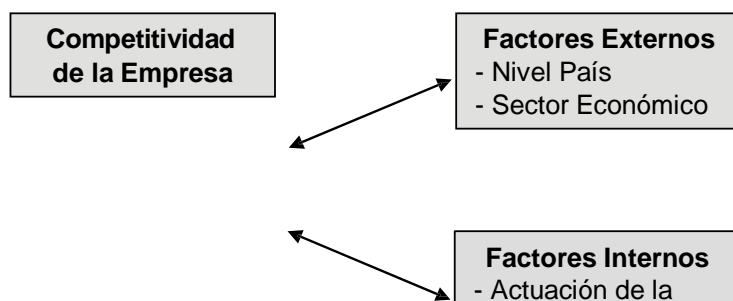 Competitividad
de la Empresa
Factores Externos
- Nivel País
- Sector Económico
Factores Internos
- Actuación de la